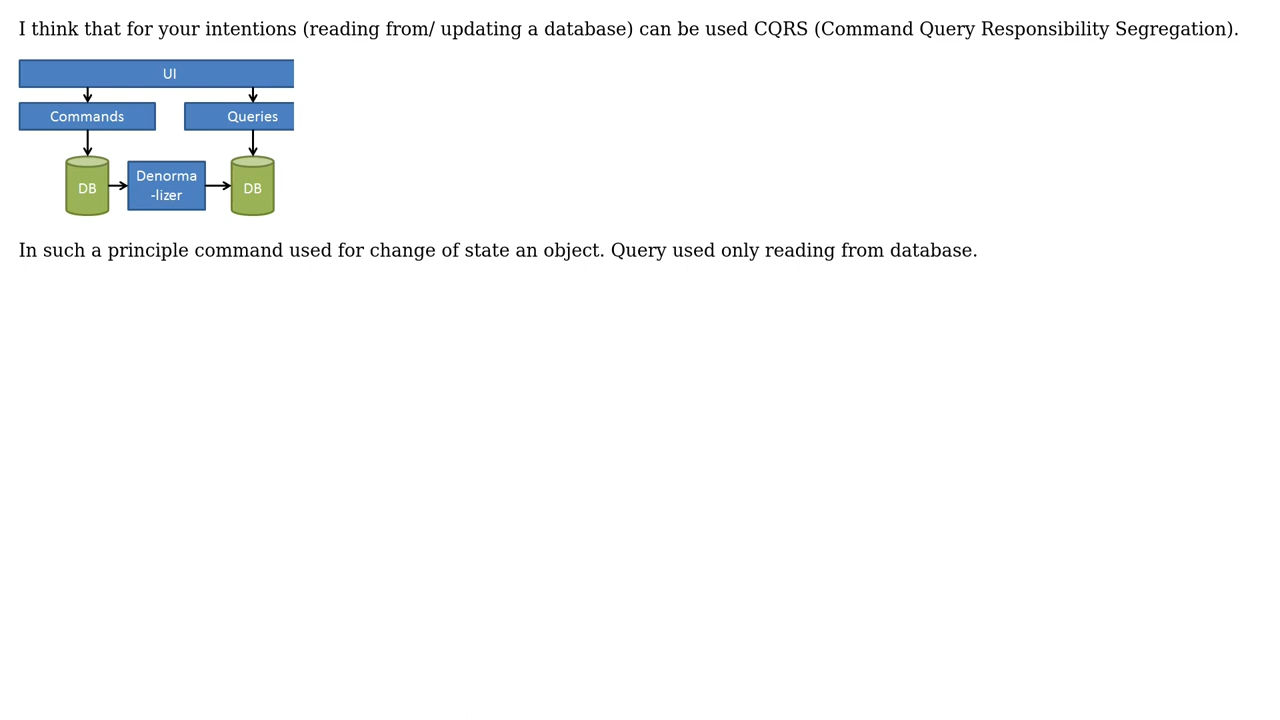 I think that for your intentions (reading from/ updating a database) can be used CQRS (Command Query Responsibility Segregation).
UI
Commands
Queries
DB
Denorma
-lizer
DB
In such a principle command used for change of state an object. Query used only reading from database.